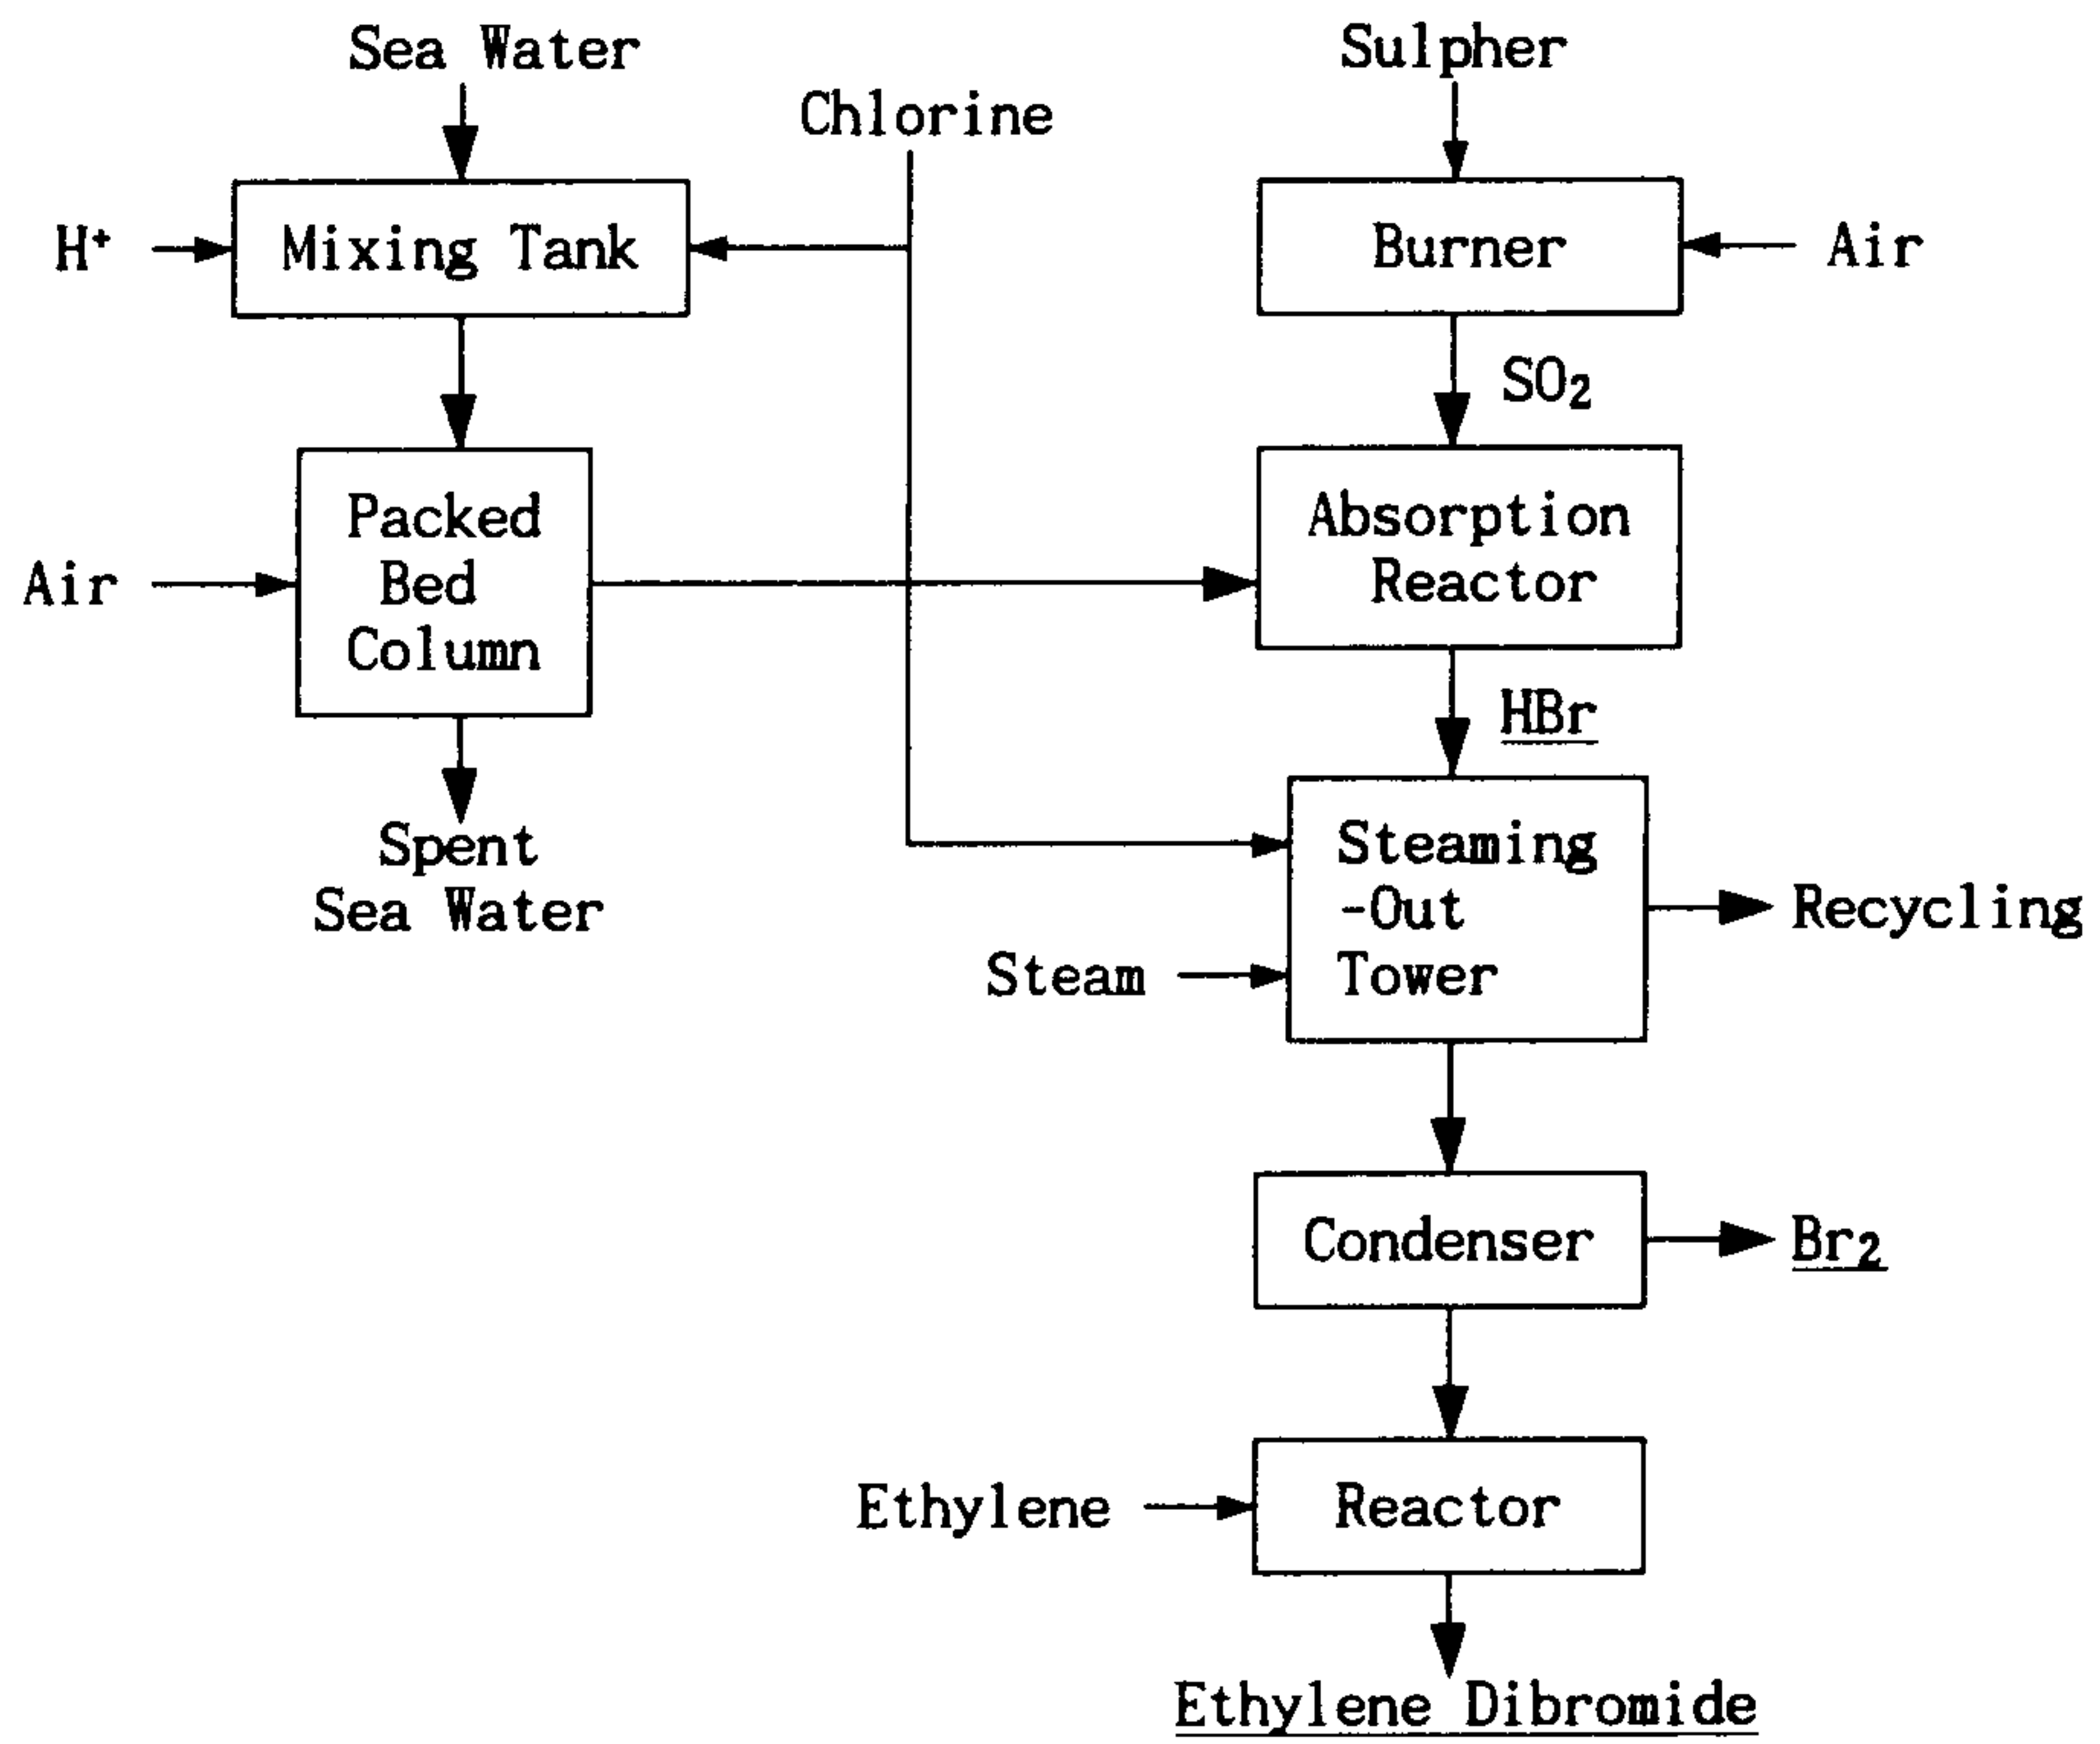 Sea Water
Sulpher
Chlorine
H⁺
Mixing Tank
Burner
Air
SO₂
Packed
Bed
Column
Air
Absorption
Reactor
HBr
Spent
Sea Water
Steaming
-Out
Tower
Steam
Recycling
Condenser
Br₂
Ethylene
Reactor
Ethylene Dibromide